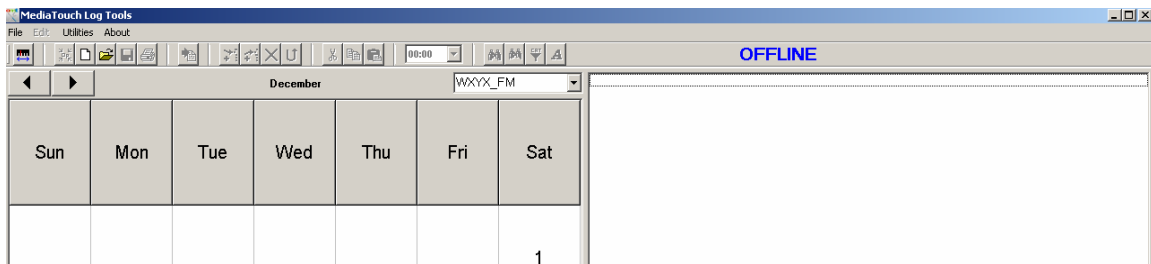 MediaTouch Log Tools
File Edit Utilities About
00:00 OFFLINE
December WXYX_FM
Sun Mon Tue Wed Thu Fri Sat
1